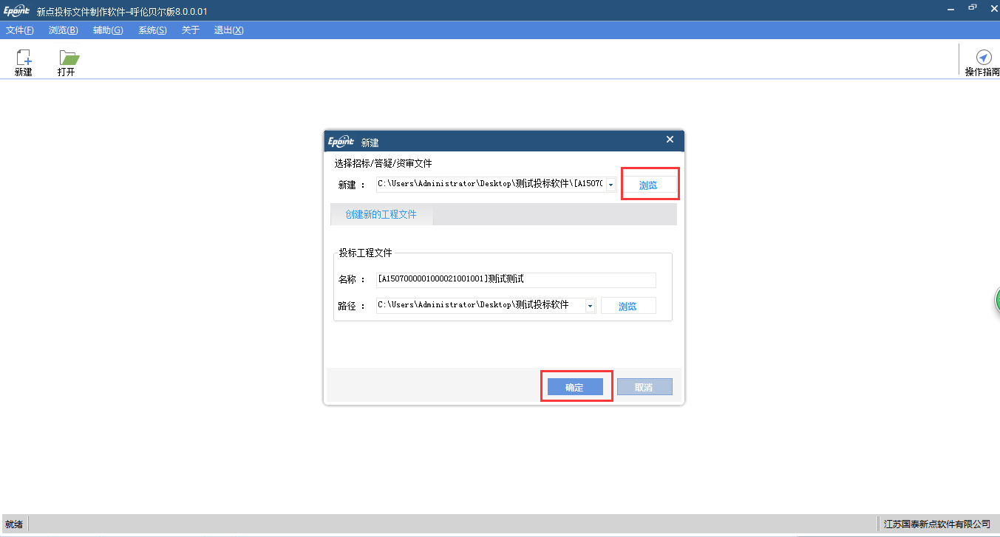 Epoint 新点投标文件制作软件--呼伦贝尔版8.0.0.01
文件(F) 浏览(B) 辅助(G) 系统(S) 关于 退出(X)
新建 打开 操作指南
Epoint 新建
选择招标/答疑/资审文件
新建 : C:\Users\Administrator\Desktop\测试投标软件\[A1507( 浏览
创建新的工程文件
投标工程文件
名称 : [A1507000001000021001001]测试测试
路径 : C:\Users\Administrator\Desktop\测试投标软件 浏览
确定 取消
就绪 江苏国泰新点软件有限公司